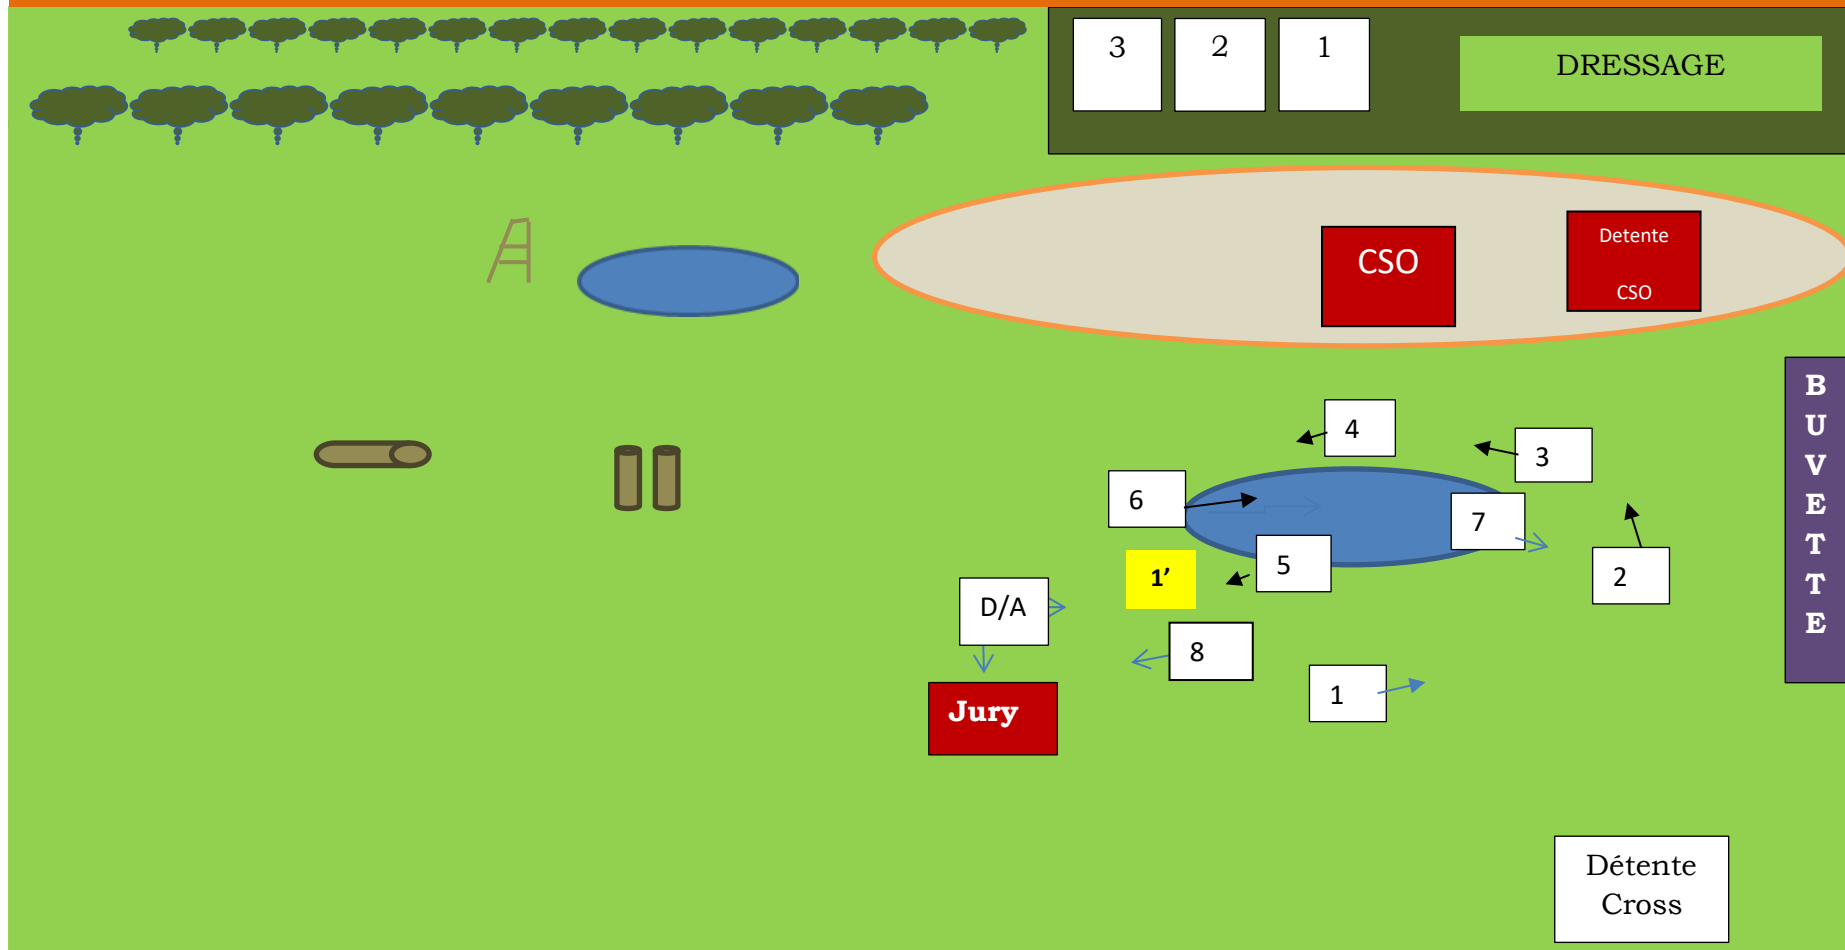 3
2
1
DRESSAGE
CSO
Detente
CSO
B
U
V
E
T
T
E
4
3
6
7
5
1’
2
D/A
8
1
Jury
Détente
Cross